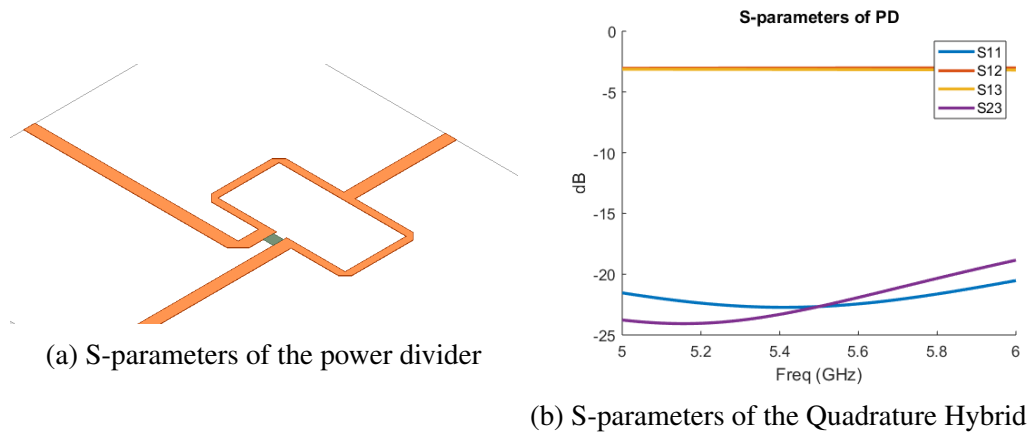 S-parameters of PD
0
-5
-10
-15
-20
-25
dB
5
5.2
5.4
5.6
5.8
6
Freq (GHz)
S11
S12
S13
S23
(a) S-parameters of the power divider
(b) S-parameters of the Quadrature Hybrid